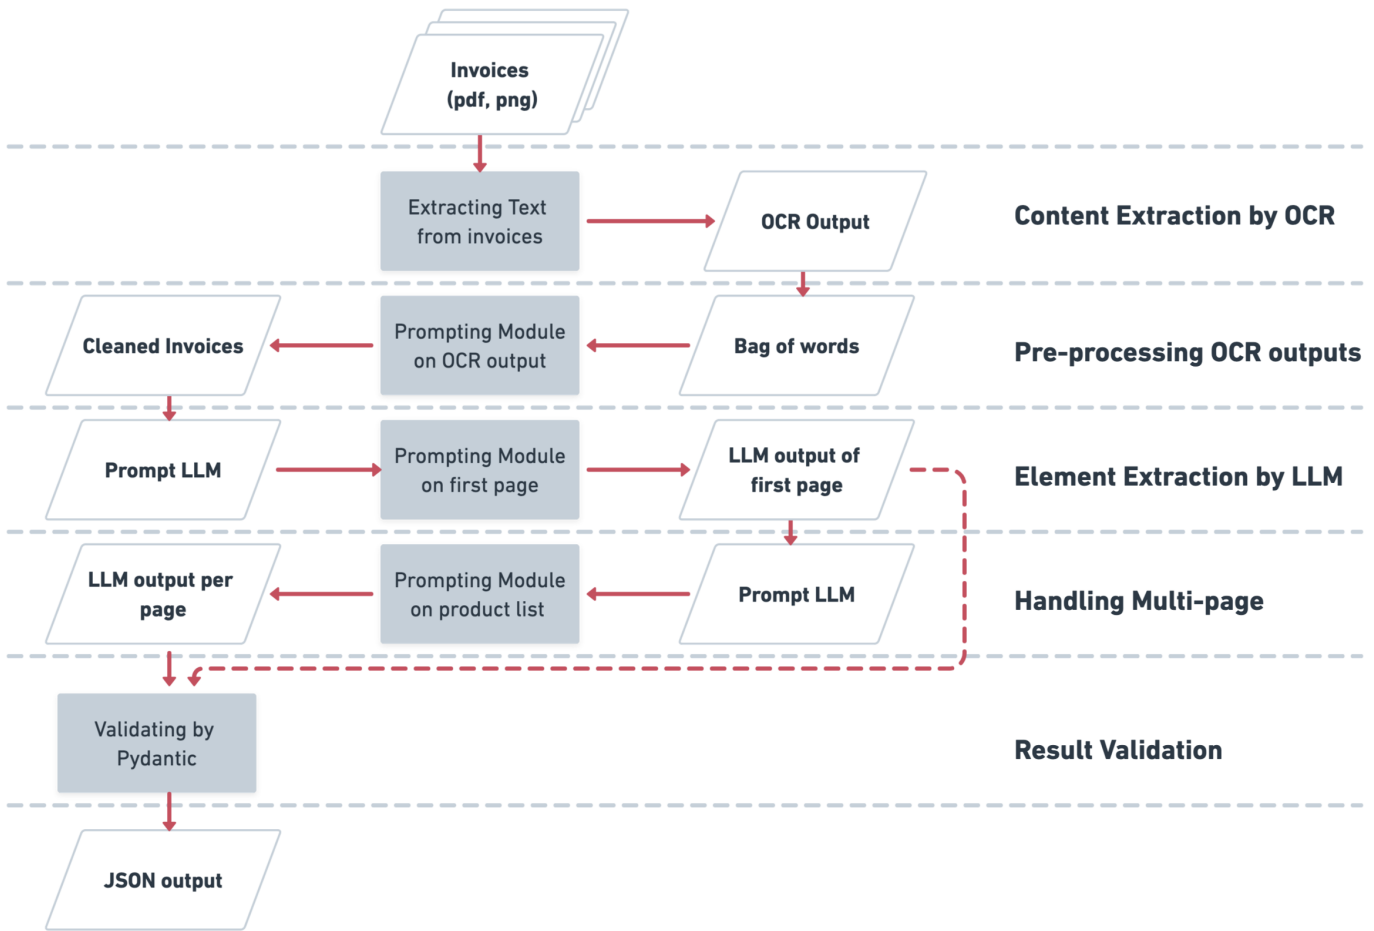 Invoices
(pdf, png)
Extracting Text
from invoices
OCR Output
Content Extraction by OCR
Cleaned Invoices
Prompting Module
on OCR output
Bag of words
Pre-processing OCR outputs
Prompt LLM
Prompting Module
on first page
LLM output of
first page
Element Extraction by LLM
LLM output per
page
Prompting Module
on product list
Prompt LLM
Handling Multi-page
Validating by
Pydantic
Result Validation
JSON output